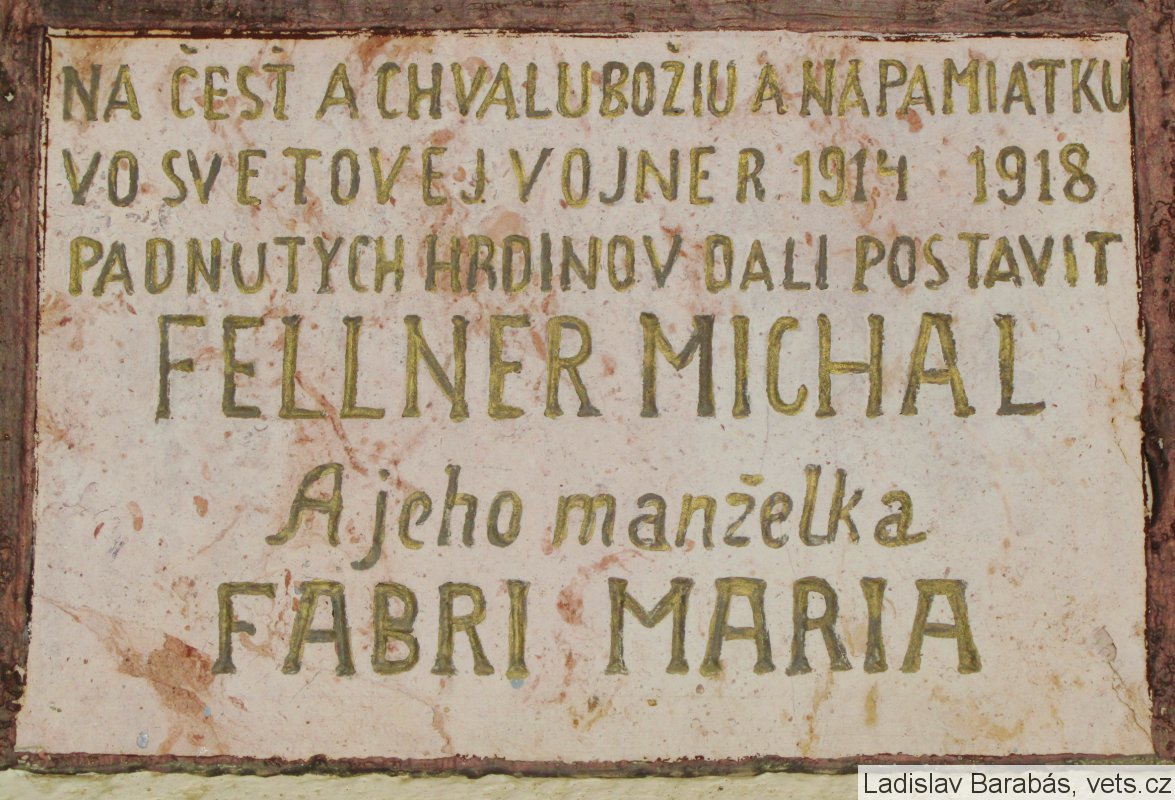 NA ČESŤ A CHVALU BOŽIU A NA PAMIATKU
VO SVETOVEJ VOJNE R. 1914 1918
PADNUTYCH HRDINOV DALI POSTAVIT
FELLNER MICHAL
A jeho manželka
FABRI MARIA
Ladislav Barabás, vets.cz